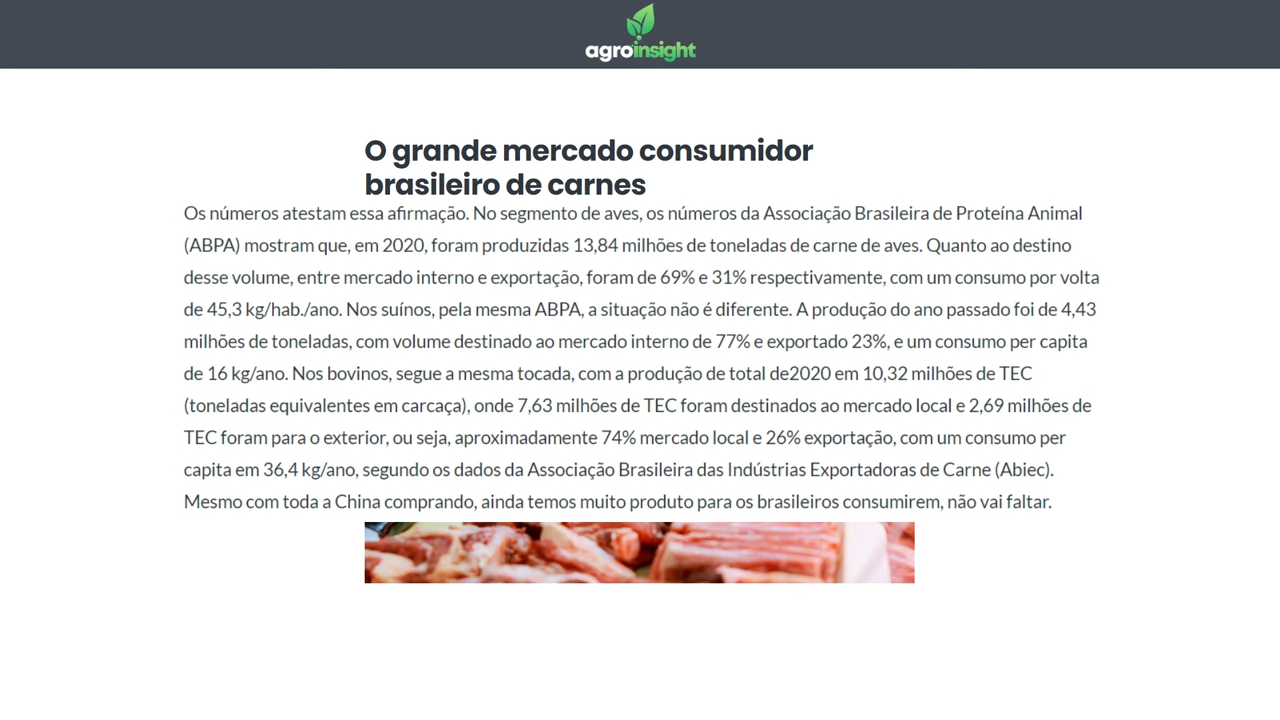 agroinsight
O grande mercado consumidor
brasileiro de carnes
Os números atestam essa afirmação. No segmento de aves, os números da Associação Brasileira de Proteína Animal
(ABPA) mostram que, em 2020, foram produzidas 13,84 milhões de toneladas de carne de aves. Quanto ao destino
desse volume, entre mercado interno e exportação, foram de 69% e 31% respectivamente, com um consumo por volta
de 45,3 kg/hab./ano. Nos suínos, pela mesma ABPA, a situação não é diferente. A produção do ano passado foi de 4,43
milhões de toneladas, com volume destinado ao mercado interno de 77% e exportado 23%, e um consumo per capita
de 16 kg/ano. Nos bovinos, segue a mesma tocada, com a produção de total de2020 em 10,32 milhões de TEC
(toneladas equivalentes em carcaça), onde 7,63 milhões de TEC foram destinados ao mercado local e 2,69 milhões de
TEC foram para o exterior, ou seja, aproximadamente 74% mercado local e 26% exportação, com um consumo per
capita em 36,4 kg/ano, segundo os dados da Associação Brasileira das Indústrias Exportadoras de Carne (Abiec).
Mesmo com toda a China comprando, ainda temos muito produto para os brasileiros consumirem, não vai faltar.